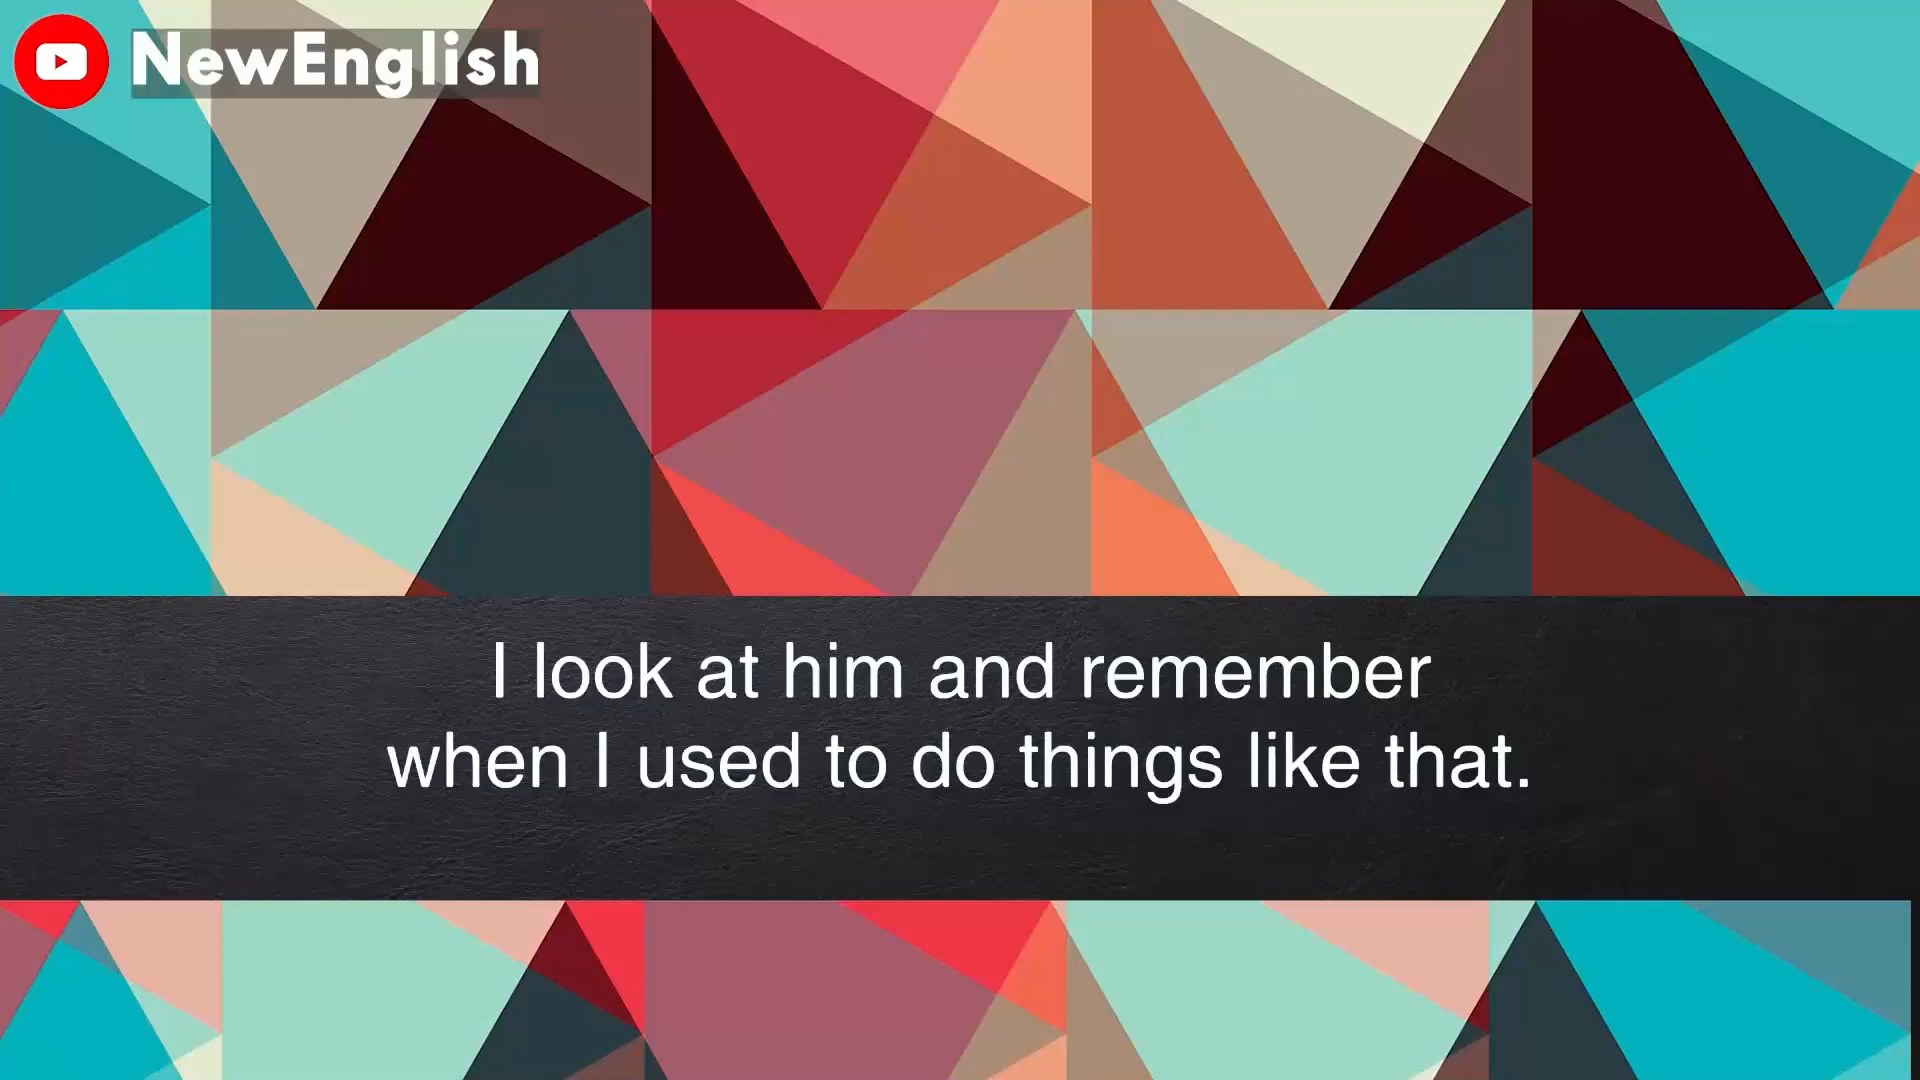 NewEnglish
I look at him and remember
when I used to do things like that.